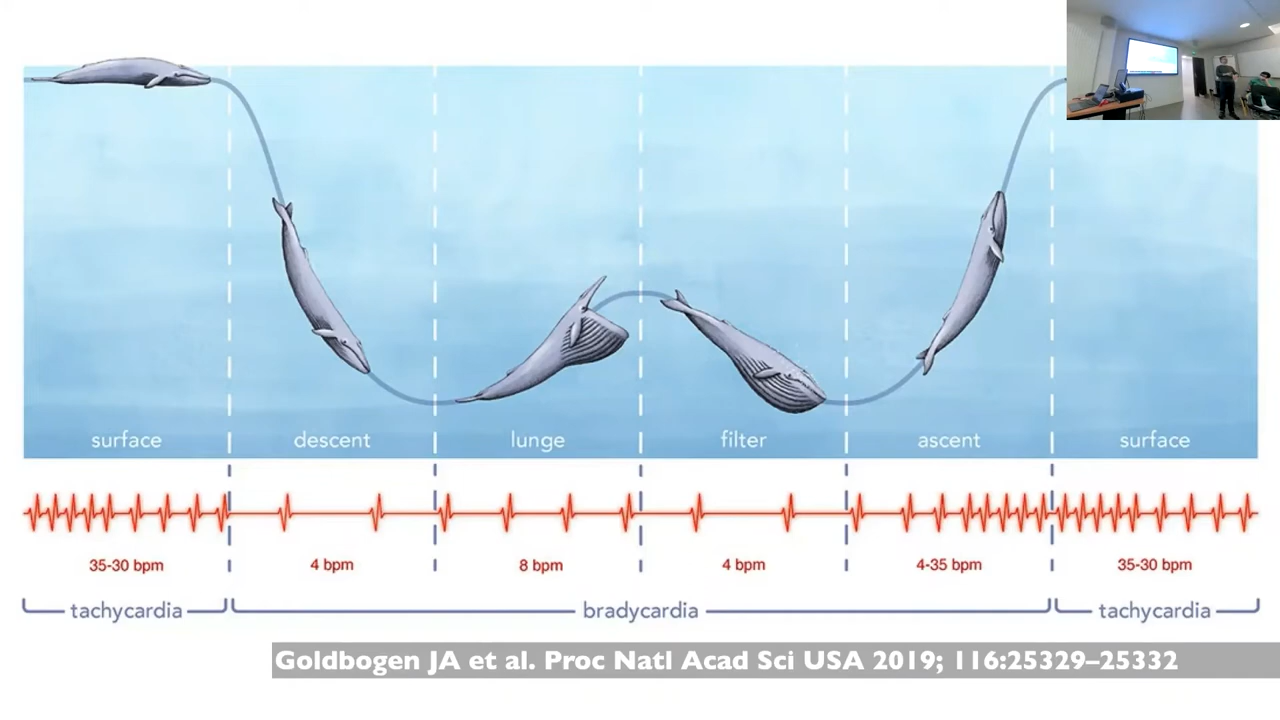 surface descent lunge filter ascent surface
35-30 bpm 4 bpm 8 bpm 4 bpm 4-35 bpm 35-30 bpm
tachycardia bradycardia tachycardia
Goldbogen JA et al. Proc Natl Acad Sci USA 2019; 116:25329–25332